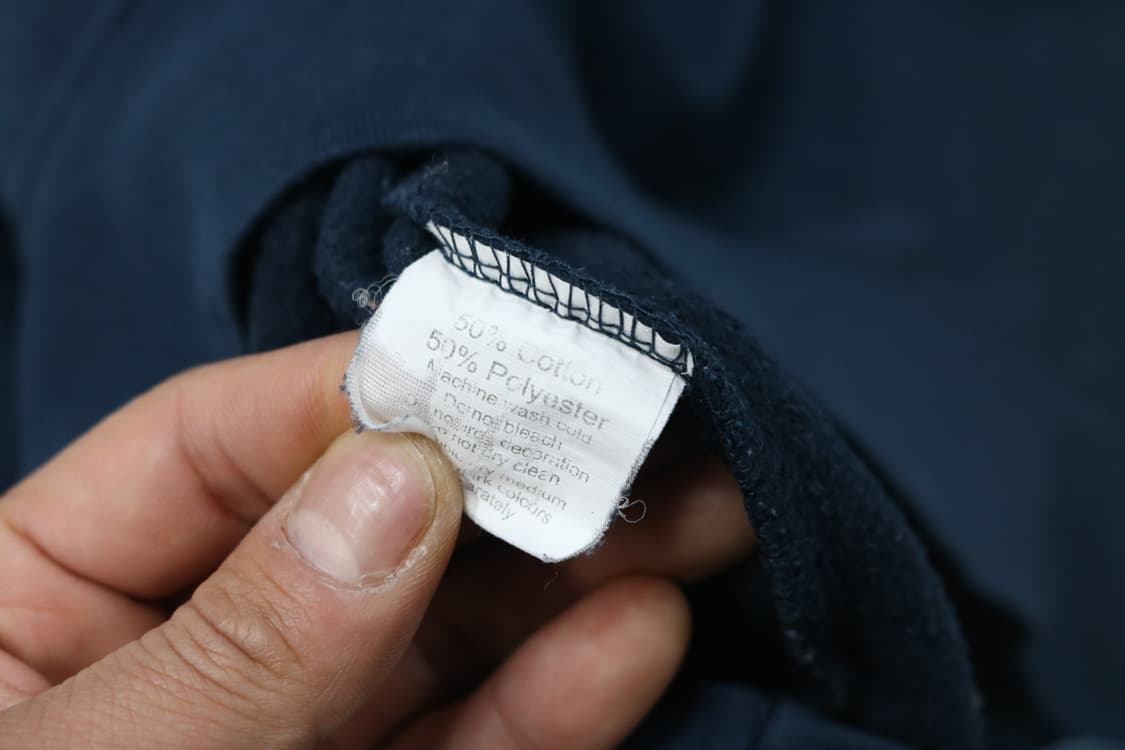 50% Cotton
50% Polyester
Machine wash cold
Do not bleach
decoration
not dry clean
medium
colours